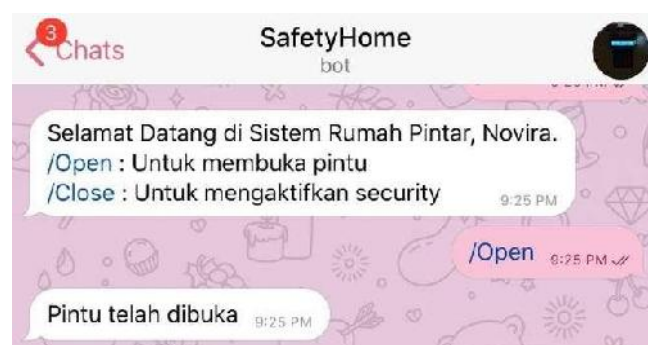 3
Chats
SafetyHome
bot
Selamat Datang di Sistem Rumah Pintar, Novira.
/Open : Untuk membuka pintu
/Close : Untuk mengaktifkan security
9:25 PM
/Open 9:25 PM
Pintu telah dibuka 9:25 PM